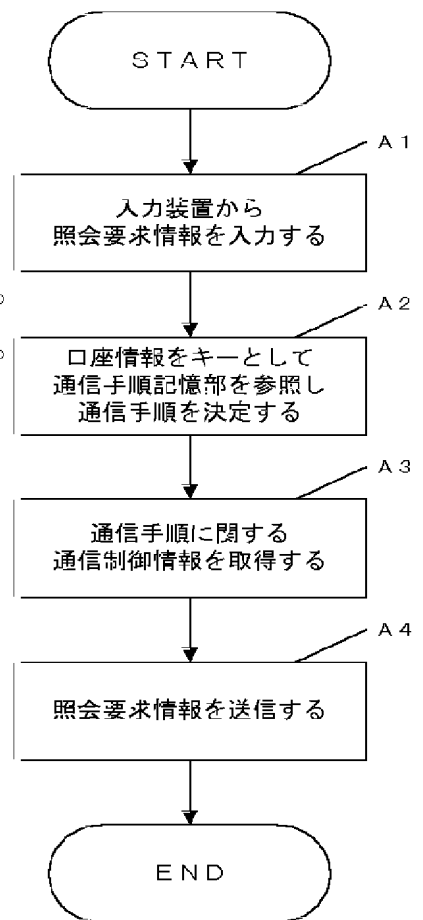 ＳＴＡＲＴ
Ａ１
入力装置から
照会要求情報を入力する
Ａ２
口座情報をキーとして
通信手順記憶部を参照し
通信手順を決定する
Ａ３
通信手順に関する
通信制御情報を取得する
Ａ４
照会要求情報を送信する
ＥＮＤ